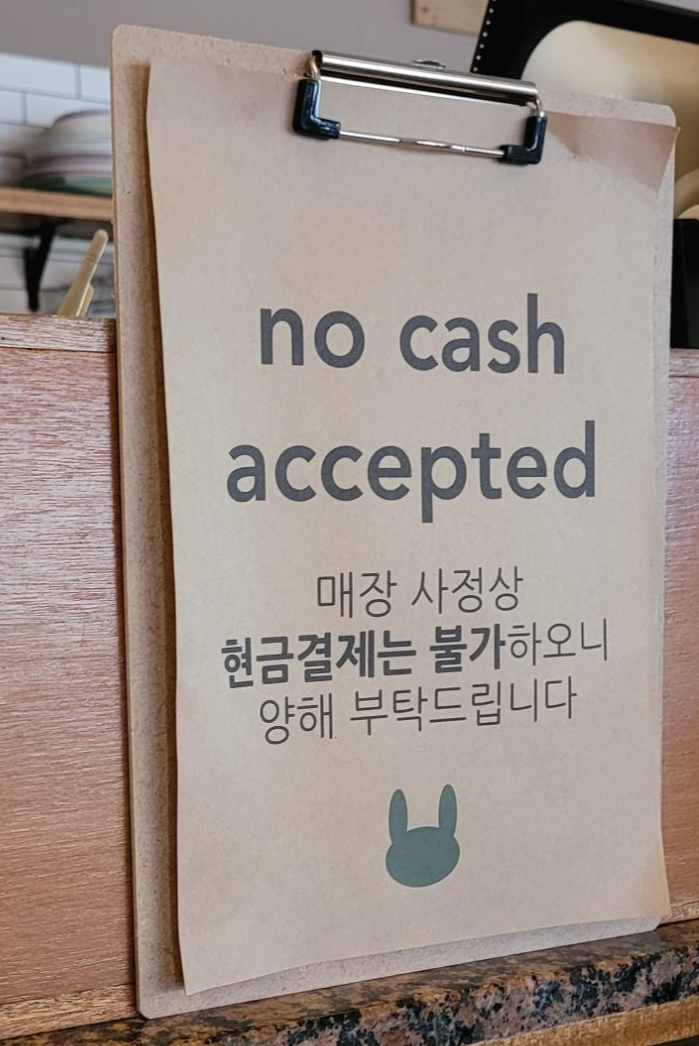 no cash
accepted
매장 사정상
현금결제는 불가하오니
양해 부탁드립니다